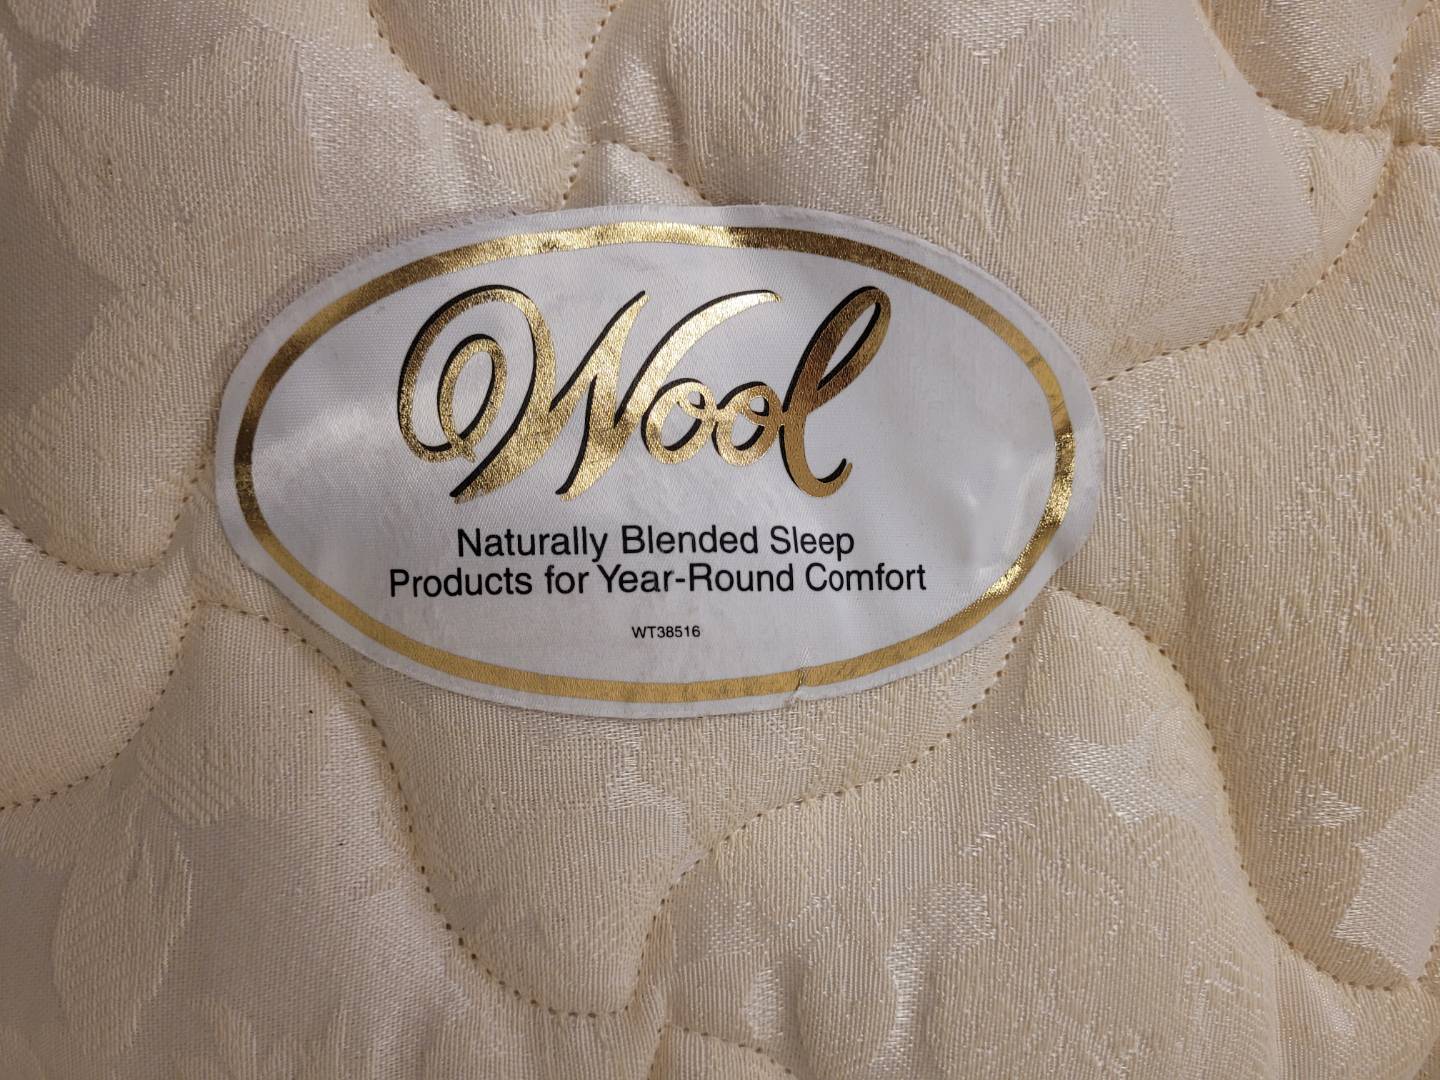 Wool
Naturally Blended Sleep
Products for Year-Round Comfort
WT38516